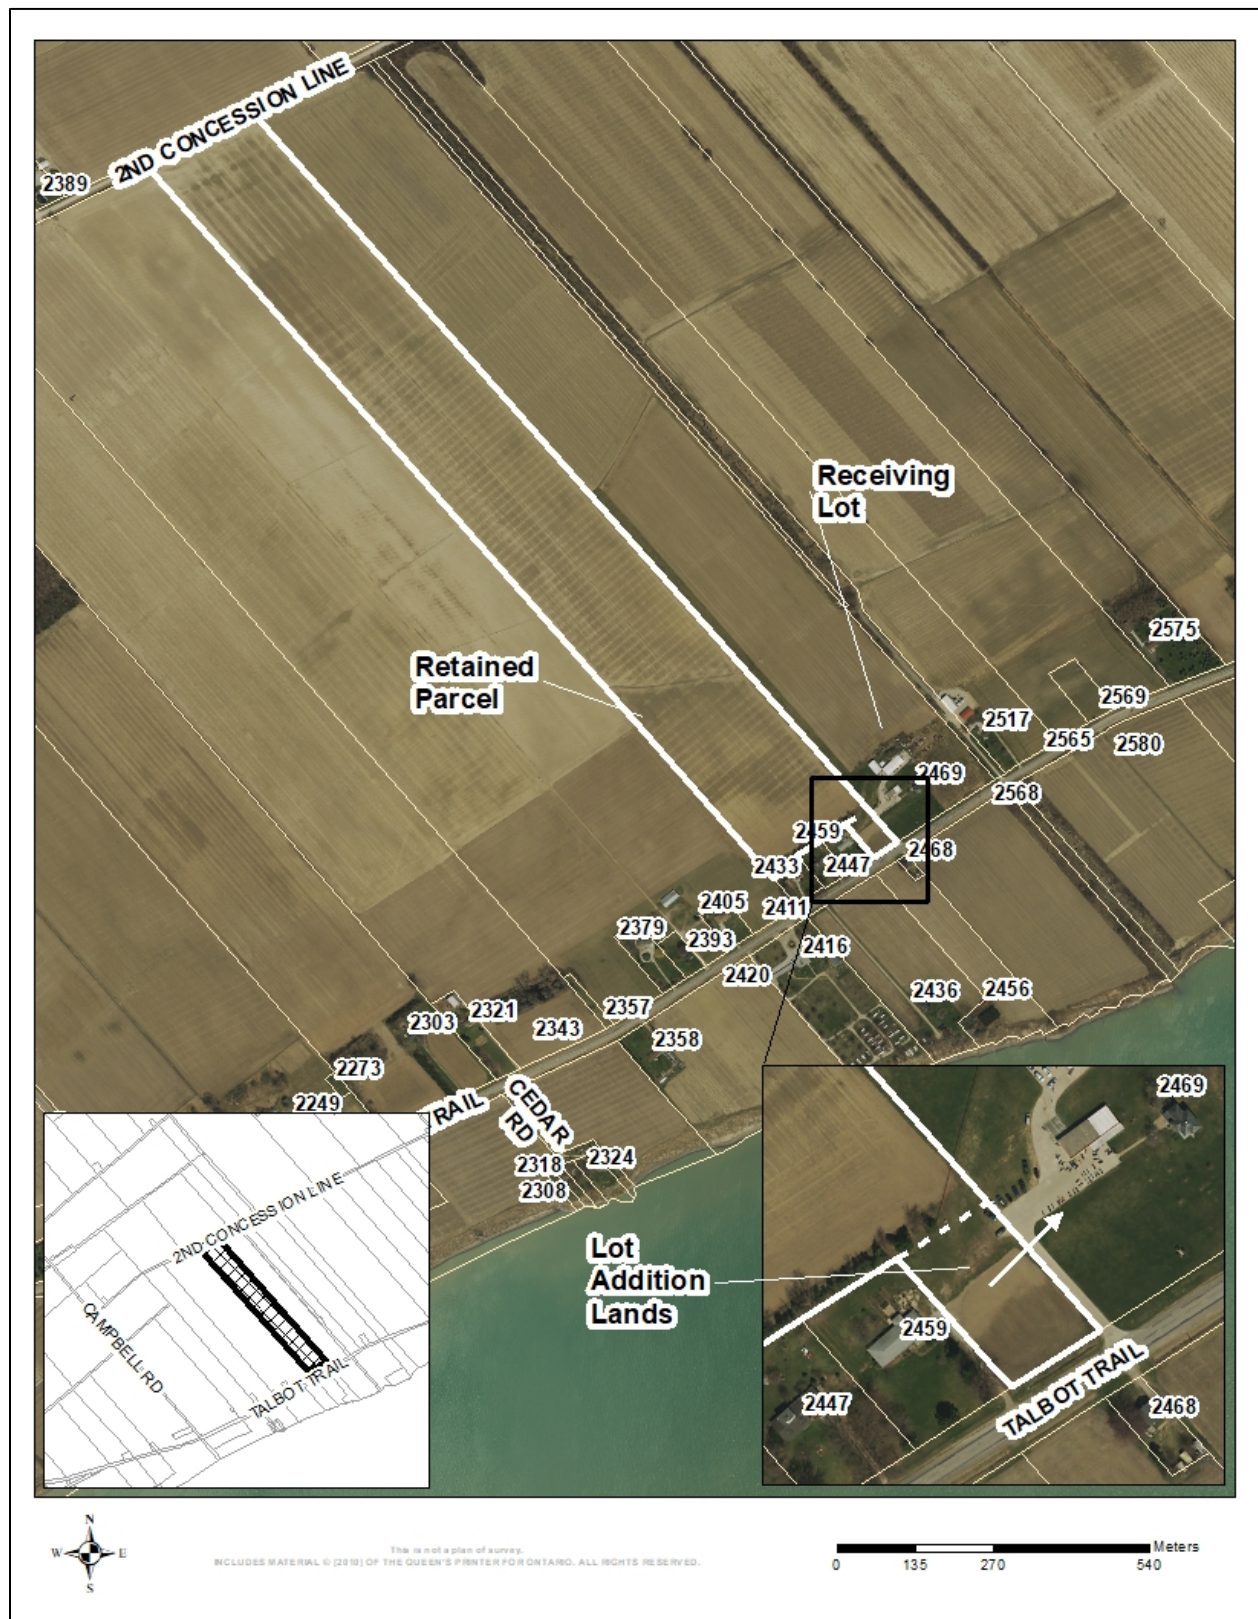 2ND CONCESSION LINE
2389
Receiving
Lot
2575
Retained
Parcel
2569
2517
2565
2580
2469
2568
2459
2468
2433
2447
2405
2411
2379
2393
2416
2420
2436
2456
2321
2303
2357
2343
2358
2273
2249
RAIL
CEDAR
RD
2318
2324
2308
2ND CONCESSION LINE
CAMPBELL RD
TALBOT TRAIL
2469
Lot
Addition
Lands
2459
2447
TALBOT TRAIL
2468
N
W
E
S
This is not a plan of survey.
INCLUDES MATERIAL © [2010] OF THE QUEEN'S PRINTER FOR ONTARIO. ALL RIGHTS RESERVED.
Meters
0 135 270 540